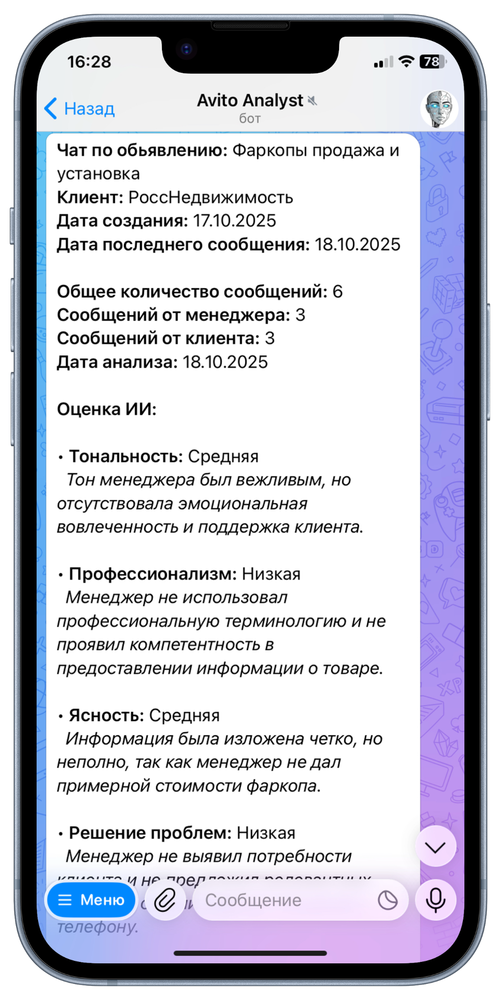 16:28
78
Назад
Avito Analyst
бот
Чат по обьявлению: Фаркопы продажа и
установка
Клиент: РоссНедвижимость
Дата создания: 17.10.2025
Дата последнего сообщения: 18.10.2025
Общее количество сообщений: 6
Сообщений от менеджера: 3
Сообщений от клиента: 3
Дата анализа: 18.10.2025
Оценка ИИ:
• Тональность: Средняя
Тон менеджера был вежливым, но
отсутствовала эмоциональная
вовлеченность и поддержка клиента.
• Профессионализм: Низкая
Менеджер не использовал
профессиональную терминологию и не
проявил компетентность в
предоставлении информации о товаре.
• Ясность: Средняя
Информация была изложена четко, но
неполно, так как менеджер не дал
примерной стоимости фаркопа.
• Решение проблем: Низкая
Менеджер не выявил потребности
клиента и не предложил релевантных
Меню
Сообщение
телефону.